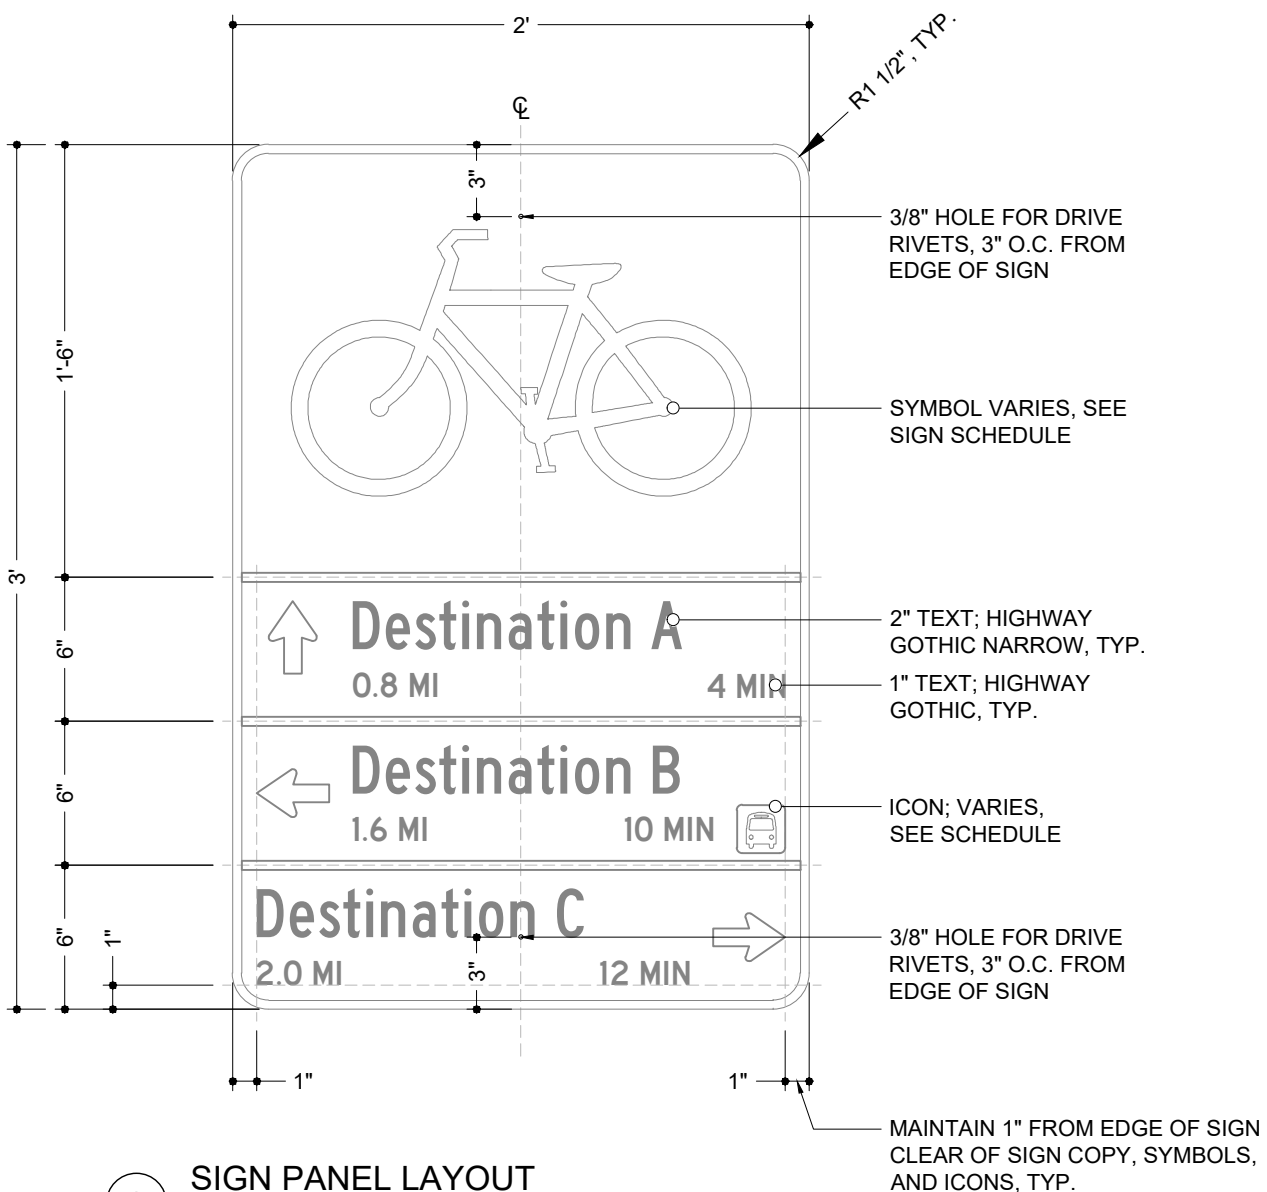 2'
R1 1/2", TYP.
℄
3"
3/8" HOLE FOR DRIVE
RIVETS, 3" O.C. FROM
EDGE OF SIGN
1'-6"
SYMBOL VARIES, SEE
SIGN SCHEDULE
3'
6"
Destination A
0.8 MI 4 MIN
2" TEXT; HIGHWAY
GOTHIC NARROW, TYP.
1" TEXT; HIGHWAY
GOTHIC, TYP.
6"
Destination B
1.6 MI 10 MIN
ICON; VARIES,
SEE SCHEDULE
6"
1"
Destination C
2.0 MI 12 MIN
3"
3/8" HOLE FOR DRIVE
RIVETS, 3" O.C. FROM
EDGE OF SIGN
1" 1"
MAINTAIN 1" FROM EDGE OF SIGN
CLEAR OF SIGN COPY, SYMBOLS,
AND ICONS, TYP.
SIGN PANEL LAYOUT